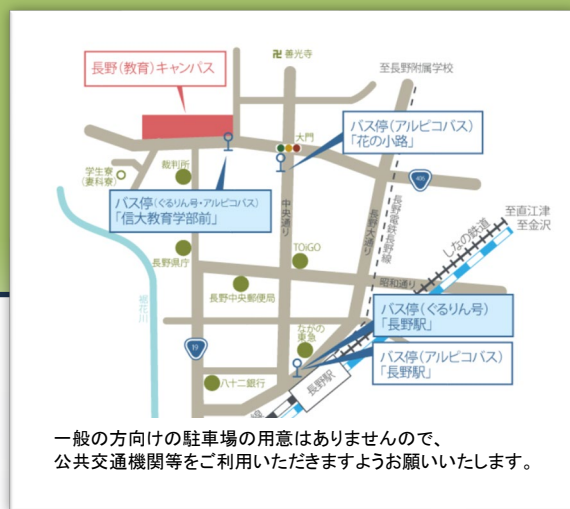 卍 善光寺
長野(教育)キャンパス
至長野附属学校
バス停(アルピコバス)
「花の小路」
大門
裁判所
学生寮
(妻科寮)
406
バス停(ぐるりん号・アルピコバス)
「信大教育学部前」
中央通り
長野大通り
長野電鉄長野線
至直江津
至金沢
しなの鉄道
TOiGO
長野県庁
昭和通り
長野中央郵便局
裾花川
バス停(ぐるりん号)
「長野駅」
ながの
東急
19
バス停(アルピコバス)
「長野駅」
長野駅
八十二銀行
線
一般の方向けの駐車場の用意はありませんので、
公共交通機関等をご利用いただきますようお願いいたします。